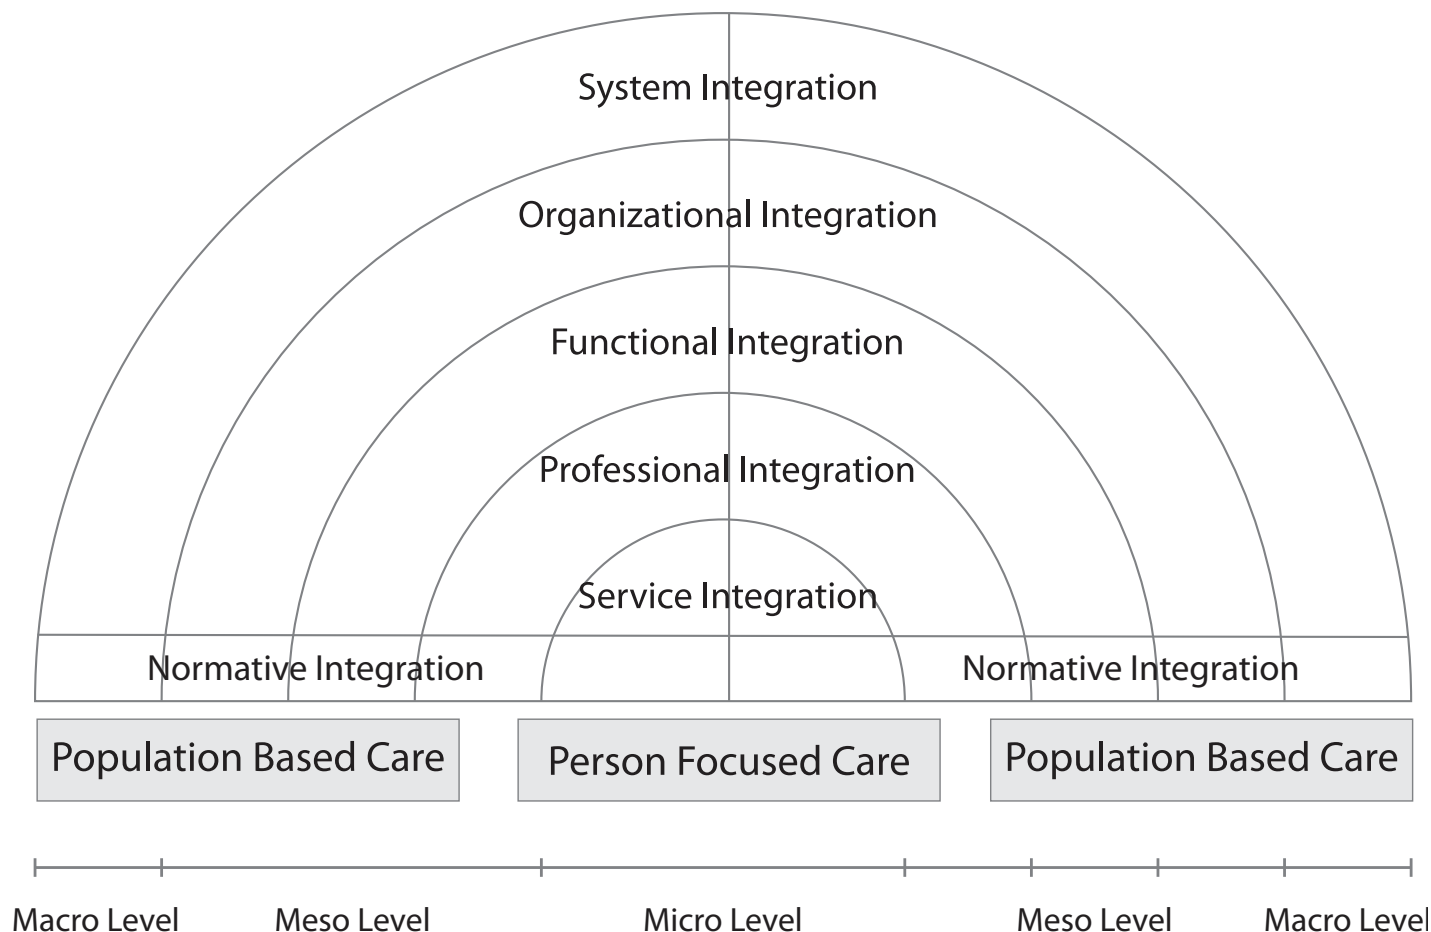 System Integration
Organizational Integration
Functional Integration
Professional Integration
Service Integration
Normative Integration
Normative Integration
Population Based Care
Person Focused Care
Population Based Care
Macro Level
Meso Level
Micro Level
Meso Level
Macro Level